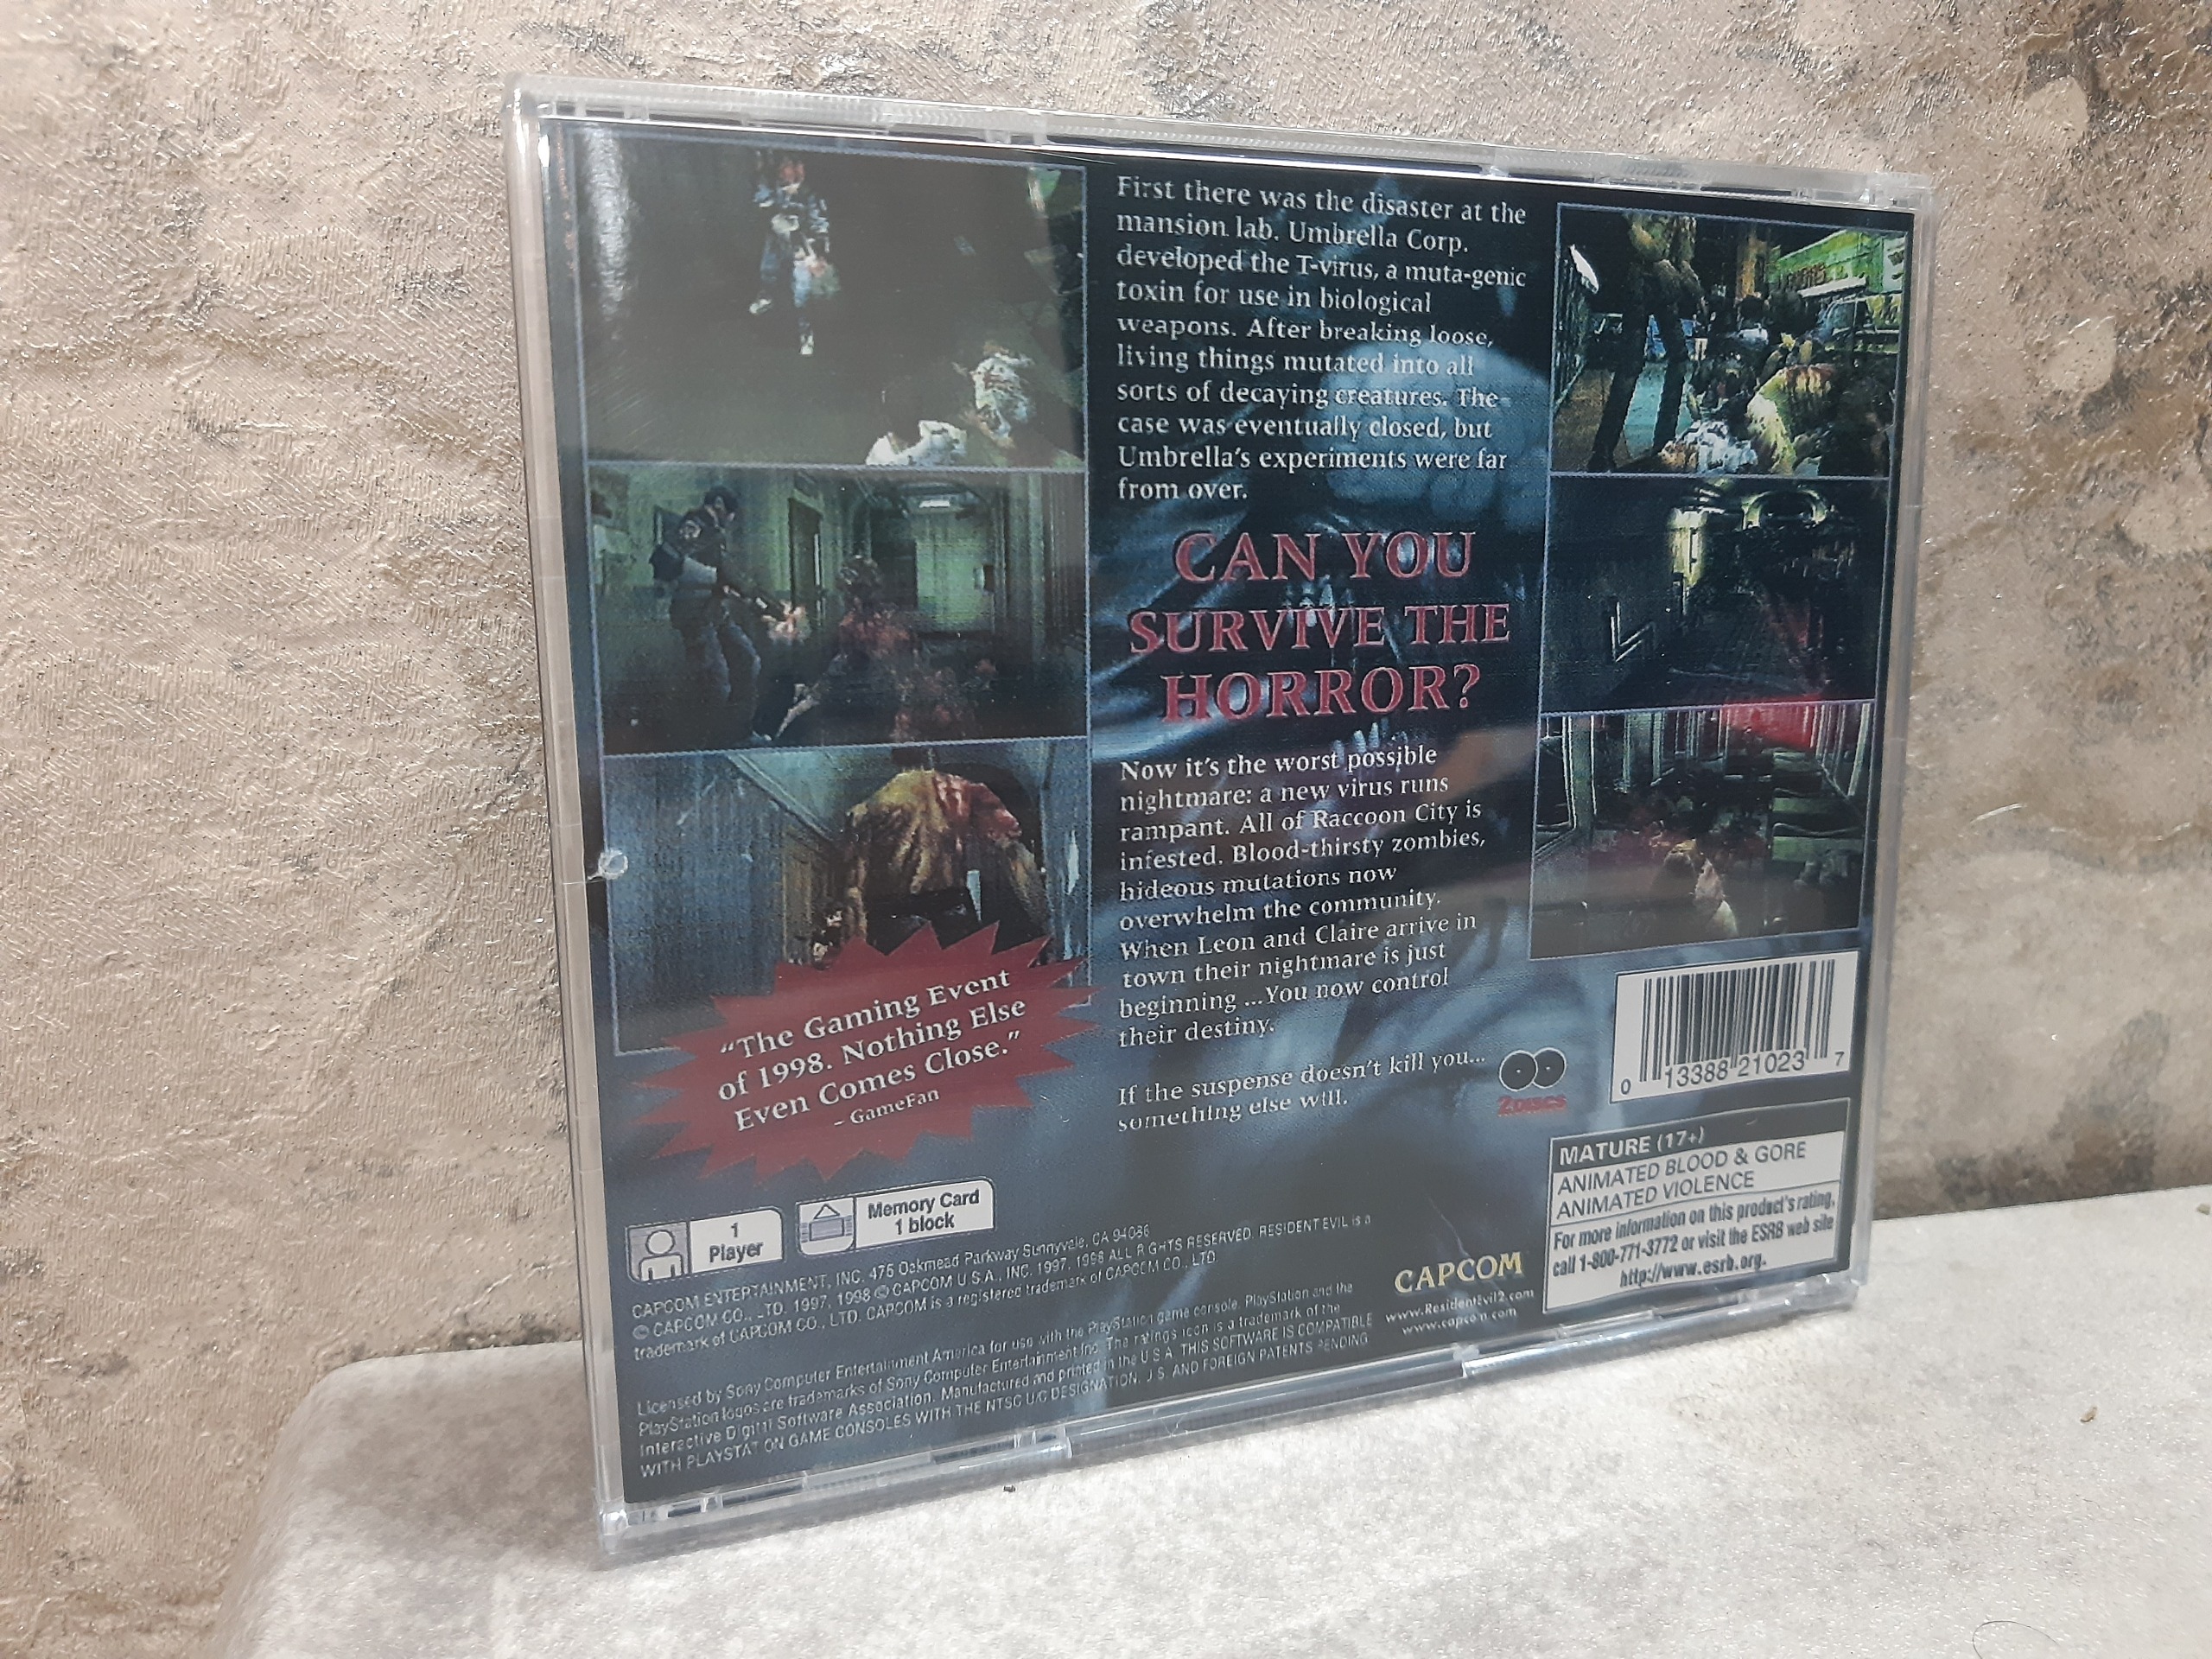 First there was the disaster at the
mansion lab. Umbrella Corp.
developed the T-virus, a muta-genic
toxin for use in biological
weapons. After breaking loose,
living things mutated into all
sorts of decaying creatures. The
case was eventually closed, but
Umbrella's experiments were far
from over.
CAN YOU
SURVIVE THE
HORROR?
Now it's the worst possible
nightmare: a new virus runs
rampant. All of Raccoon City is
infested. Blood-thirsty zombies,
hideous mutations now
overwhelm the community.
When Leon and Claire arrive in
town their nightmare is just
beginning ...You now control
their destiny.
If the suspense doesn't kill you...
something else will.
"The Gaming Event
of 1998. Nothing Else
Even Comes Close."
- GameFan
2 DISCS
0 13388 21023 7
MATURE (17+)
ANIMATED BLOOD & GORE
ANIMATED VIOLENCE
For more information on this product's rating,
call 1-800-771-3772 or visit the ESRB web site
http://www.esrb.org.
1
Player
Memory Card
1 block
CAPCOM ENTERTAINMENT, INC. 475 Oakmead Parkway Sunnyvale, CA 94086
© CAPCOM CO., LTD. 1997, 1998 © CAPCOM U.S.A., INC. 1997, 1998 ALL RIGHTS RESERVED. RESIDENT EVIL is a
trademark of CAPCOM CO., LTD. CAPCOM is a registered trademark of CAPCOM CO., LTD.
Licensed by Sony Computer Entertainment America for use with the PlayStation game console. PlayStation and the
PlayStation logos are trademarks of Sony Computer Entertainment Inc. The ratings icon is a trademark of the
Interactive Digital Software Association. Manufactured and printed in the U.S.A. THIS SOFTWARE IS COMPATIBLE
WITH PLAYSTATION GAME CONSOLES WITH THE NTSC U/C DESIGNATION. U.S. AND FOREIGN PATENTS PENDING
CAPCOM
www.ResidentEvil2.com
www.capcom.com